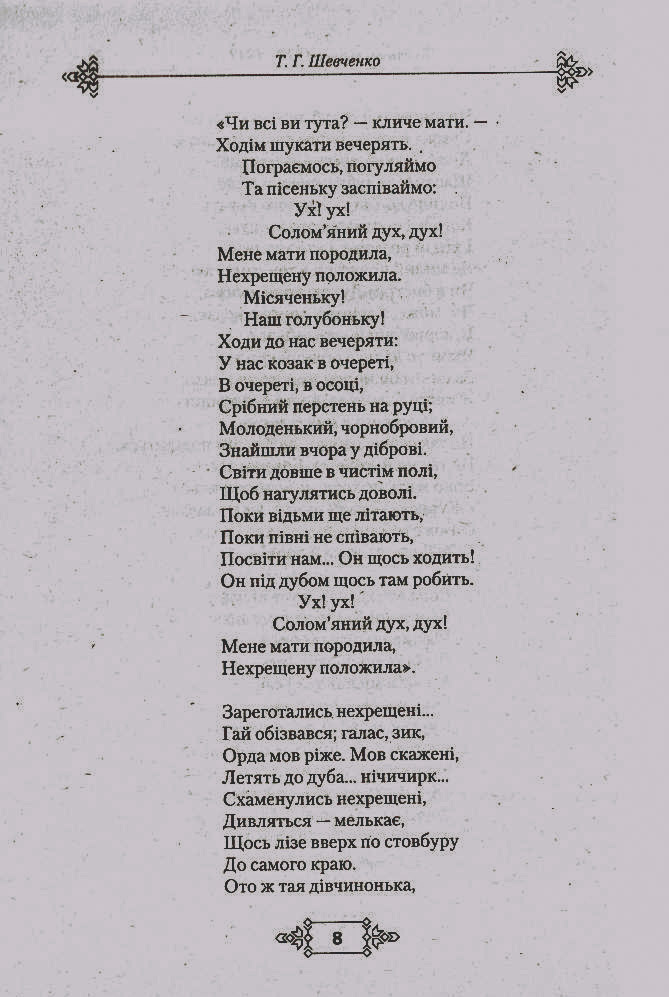 Т. Г. Шевченко
«Чи всі ви тута? — кличе мати. —
Ходім шукати вечерять.
Пограємось, погуляймо
Та пісеньку заспіваймо:
Ух! ух!
Солом’яний дух, дух!
Мене мати породила,
Нехрещену положила.
Місяченьку!
Наш голубоньку!
Ходи до нас вечеряти:
У нас козак в очереті,
В очереті, в осоці,
Срібний перстень на руці;
Молоденький, чорнобровий,
Знайшли вчора у діброві.
Світи довше в чистім полі,
Щоб нагулятись доволі.
Поки відьми ще літають,
Поки півні не співають,
Посвіти нам... Он щось ходить!
Он під дубом щось там робить.
Ух! ух!
Солом’яний дух, дух!
Мене мати породила,
Нехрещену положила».
Зареготались нехрещені...
Гай обізвався; галас, зик,
Орда мов ріже. Мов скажені,
Летять до дуба... нічичирк...
Схаменулись нехрещені,
Дивляться — мелькає,
Щось лізе вверх по стовбуру
До самого краю.
Ото ж тая дівчинонька,
8